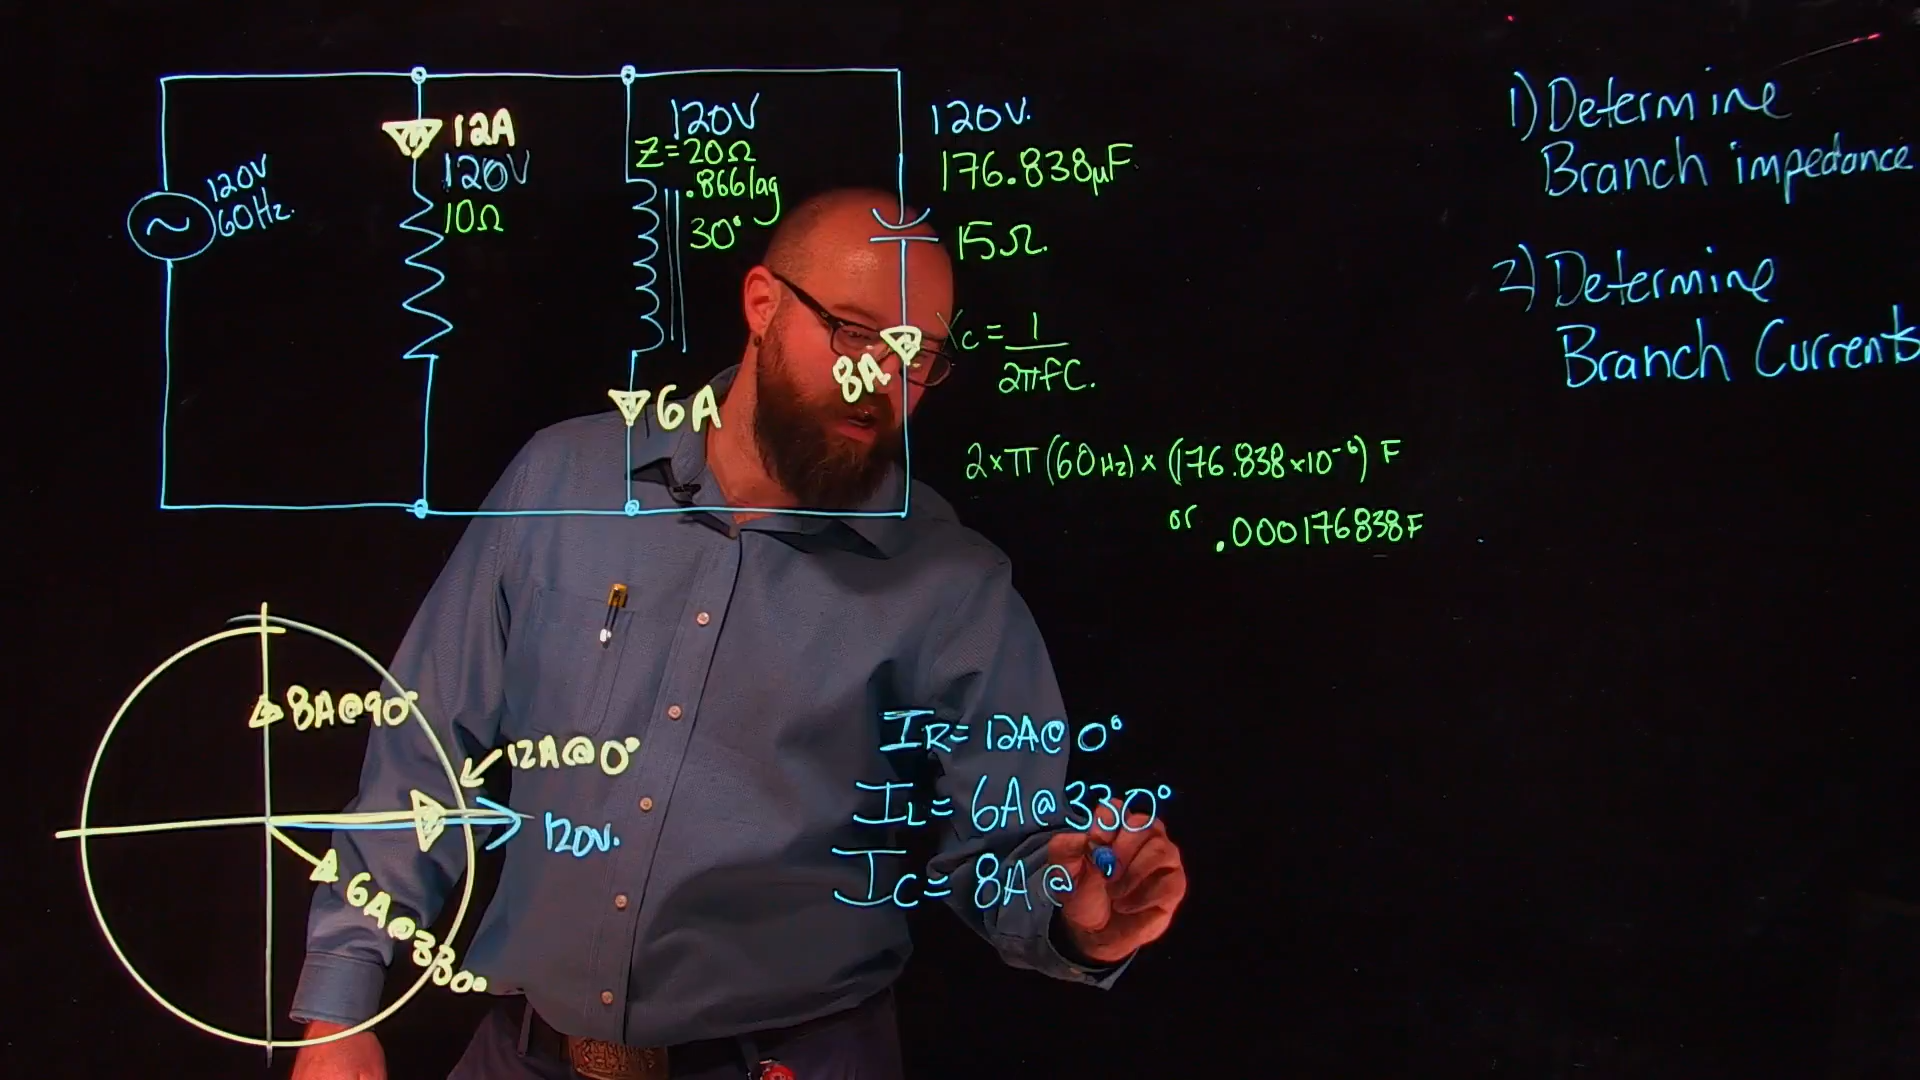 120V
60Hz.
12A
120V
10Ω
120V
Z=20Ω
.866lag
30°
6A
120V.
176.838µF
15Ω.
8A
Xc = 1
2πfC.
2×π(60Hz)×(176.838×10⁻⁶) F
or .000176838F
1) Determine
Branch impedance
2) Determine
Branch Currents
8A@90°
12A@0°
120V.
6A@330°
IR= 12A@0°
IL= 6A@330°
IC= 8A@